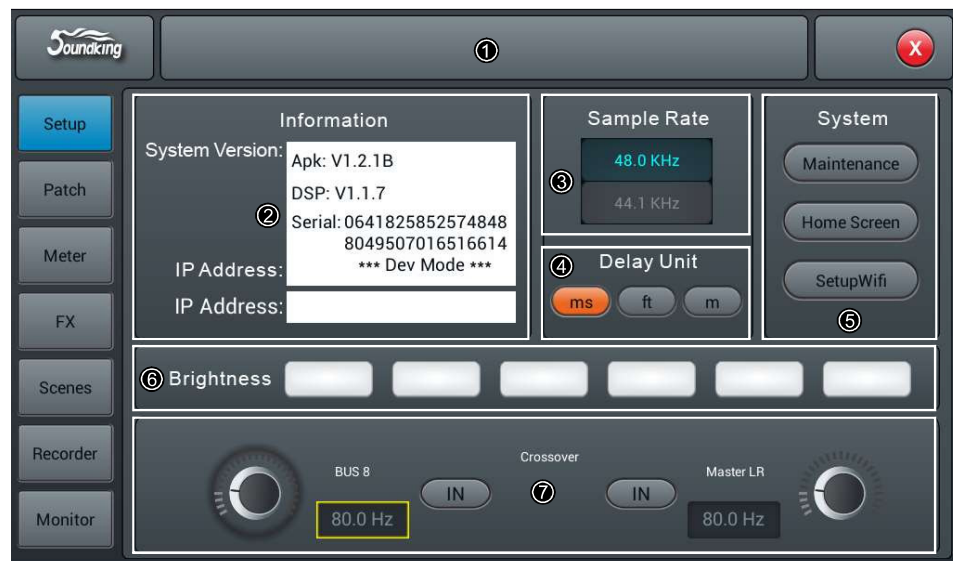 Soundking
①
X
Setup
Patch
Meter
FX
Scenes
Recorder
Monitor
Information
System Version:
Apk: V1.2.1B
DSP: V1.1.7
②
Serial: 0641825852574848
8049507016516614
IP Address:
*** Dev Mode ***
IP Address:
Sample Rate
③
48.0 KHz
44.1 KHz
④
Delay Unit
ms
ft
m
System
Maintenance
Home Screen
SetupWifi
⑤
⑥
Brightness
BUS 8
80.0 Hz
IN
Crossover
⑦
IN
Master LR
80.0 Hz